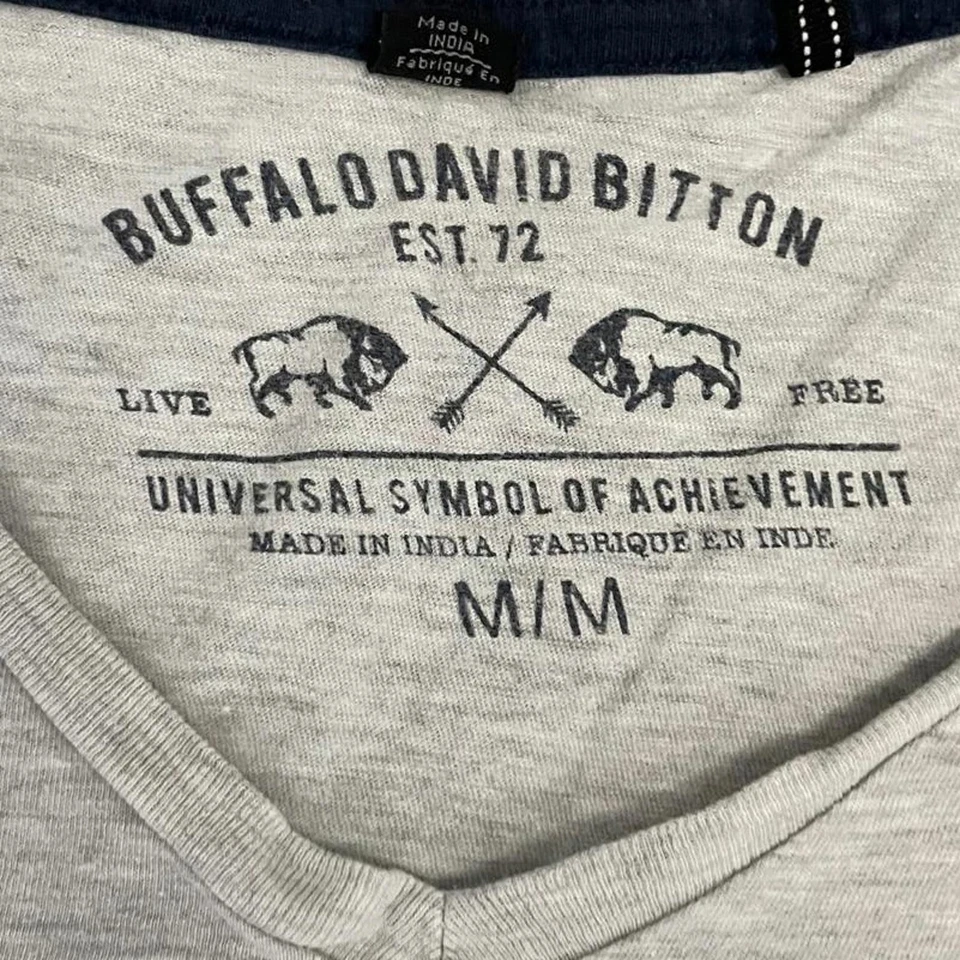 Made in
INDIA
Fabriqué En
INDE
BUFFALO DAVID BITTON
EST. 72
LIVE FREE
UNIVERSAL SYMBOL OF ACHIEVEMENT
MADE IN INDIA / FABRIQUÉ EN INDE
M/M